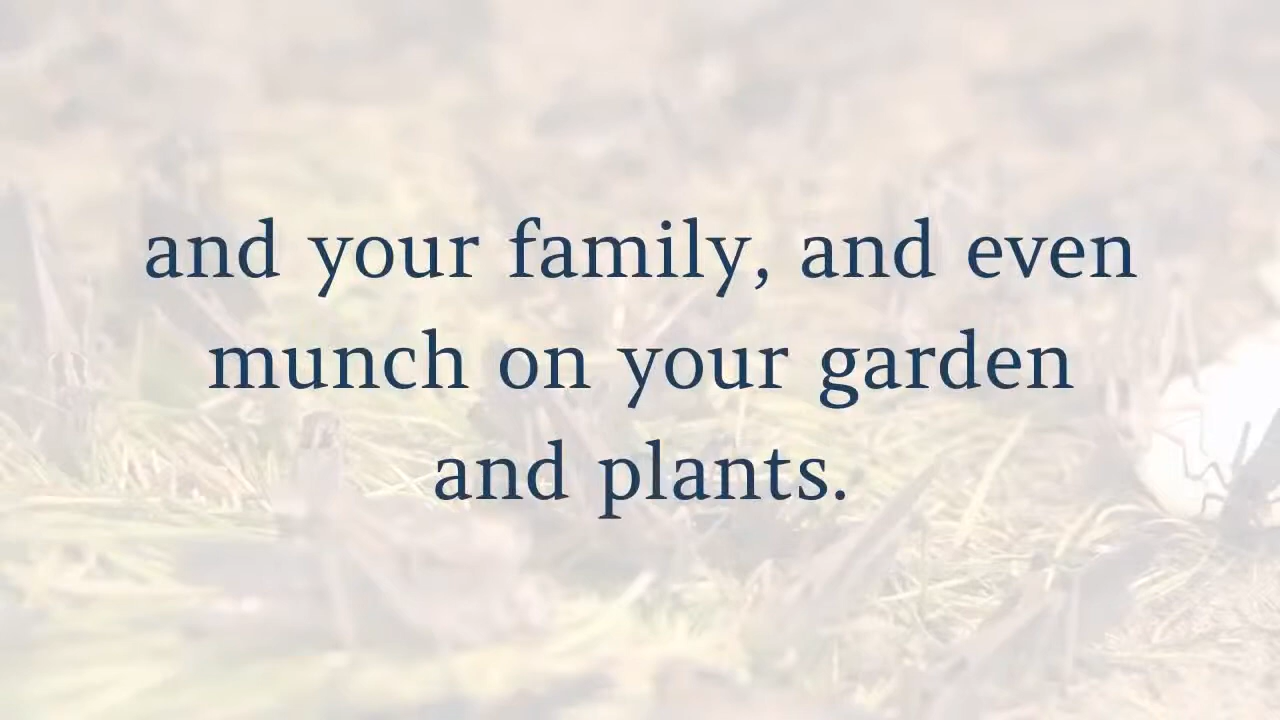 and your family, and even
munch on your garden
and plants.